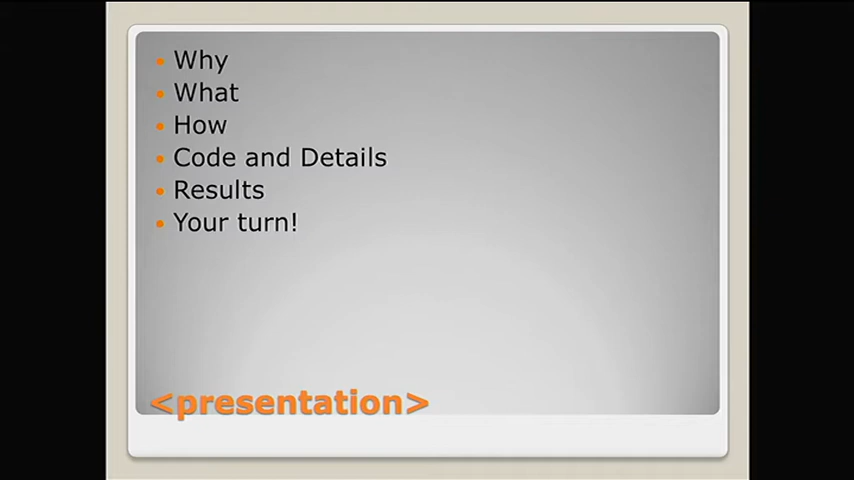 Why
What
How
Code and Details
Results
Your turn!
<presentation>